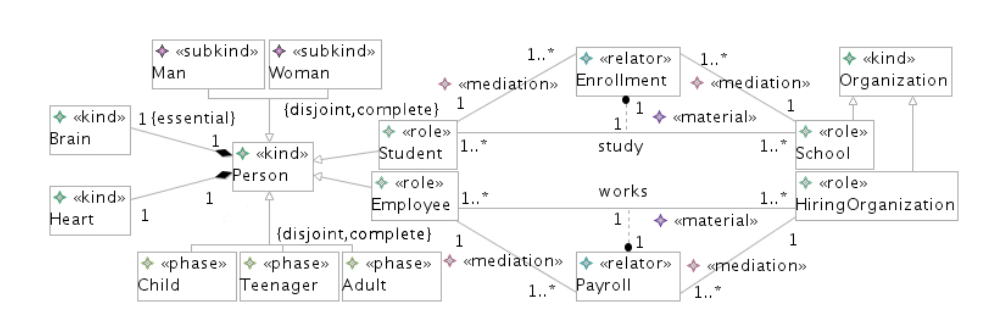 «subkind»
Man
«subkind»
Woman
{disjoint,complete}
1..*
«relator»
Enrollment
1..*
«kind»
Organization
«mediation»
«mediation»
«kind»
Brain
1 {essential}
1
1
1
1
1
«material»
1
«role»
Student
1..*
study
1..*
«role»
School
«kind»
Person
«kind»
Heart
1
1
«role»
Employee
1..*
works
1..*
«role»
HiringOrganization
{disjoint,complete}
1
1
«material»
1
1
«mediation»
«mediation»
«phase»
Child
«phase»
Teenager
«phase»
Adult
«relator»
Payroll
1..*
1..*